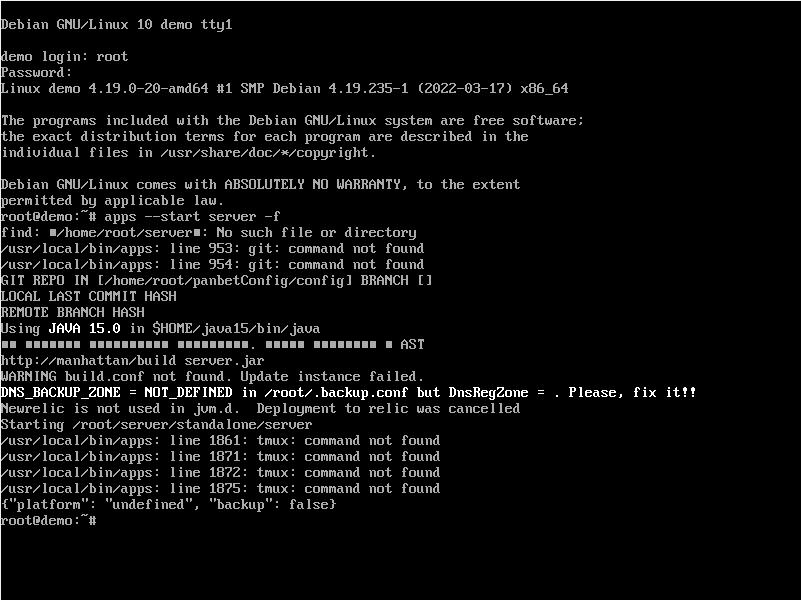 Debian GNU/Linux 10 demo tty1
demo login: root
Password:
Linux demo 4.19.0-20-amd64 #1 SMP Debian 4.19.235-1 (2022-03-17) x86_64
The programs included with the Debian GNU/Linux system are free software;
the exact distribution terms for each program are described in the
individual files in /usr/share/doc/*/copyright.
Debian GNU/Linux comes with ABSOLUTELY NO WARRANTY, to the extent
permitted by applicable law.
root@demo:~# apps --start server -f
find: ■/home/root/server■: No such file or directory
/usr/local/bin/apps: line 953: git: command not found
/usr/local/bin/apps: line 954: git: command not found
GIT REPO IN [/home/root/panbetConfig/config] BRANCH []
LOCAL LAST COMMIT HASH
REMOTE BRANCH HASH
Using JAVA 15.0 in $HOME/java15/bin/java
■■ ■■■■■■■ ■■■■■■■■■■ ■■■■■■■■■. ■■■■■ ■■■■■■■■ ■ AST
http://manhattan/build server.jar
WARNING build.conf not found. Update instance failed.
DNS_BACKUP_ZONE = NOT_DEFINED in /root/.backup.conf but DnsRegZone = . Please, fix it!!
Newrelic is not used in jvm.d.  Deployment to relic was cancelled
Starting /root/server/standalone/server
/usr/local/bin/apps: line 1861: tmux: command not found
/usr/local/bin/apps: line 1871: tmux: command not found
/usr/local/bin/apps: line 1872: tmux: command not found
/usr/local/bin/apps: line 1875: tmux: command not found
{"platform": "undefined", "backup": false}
root@demo:~#